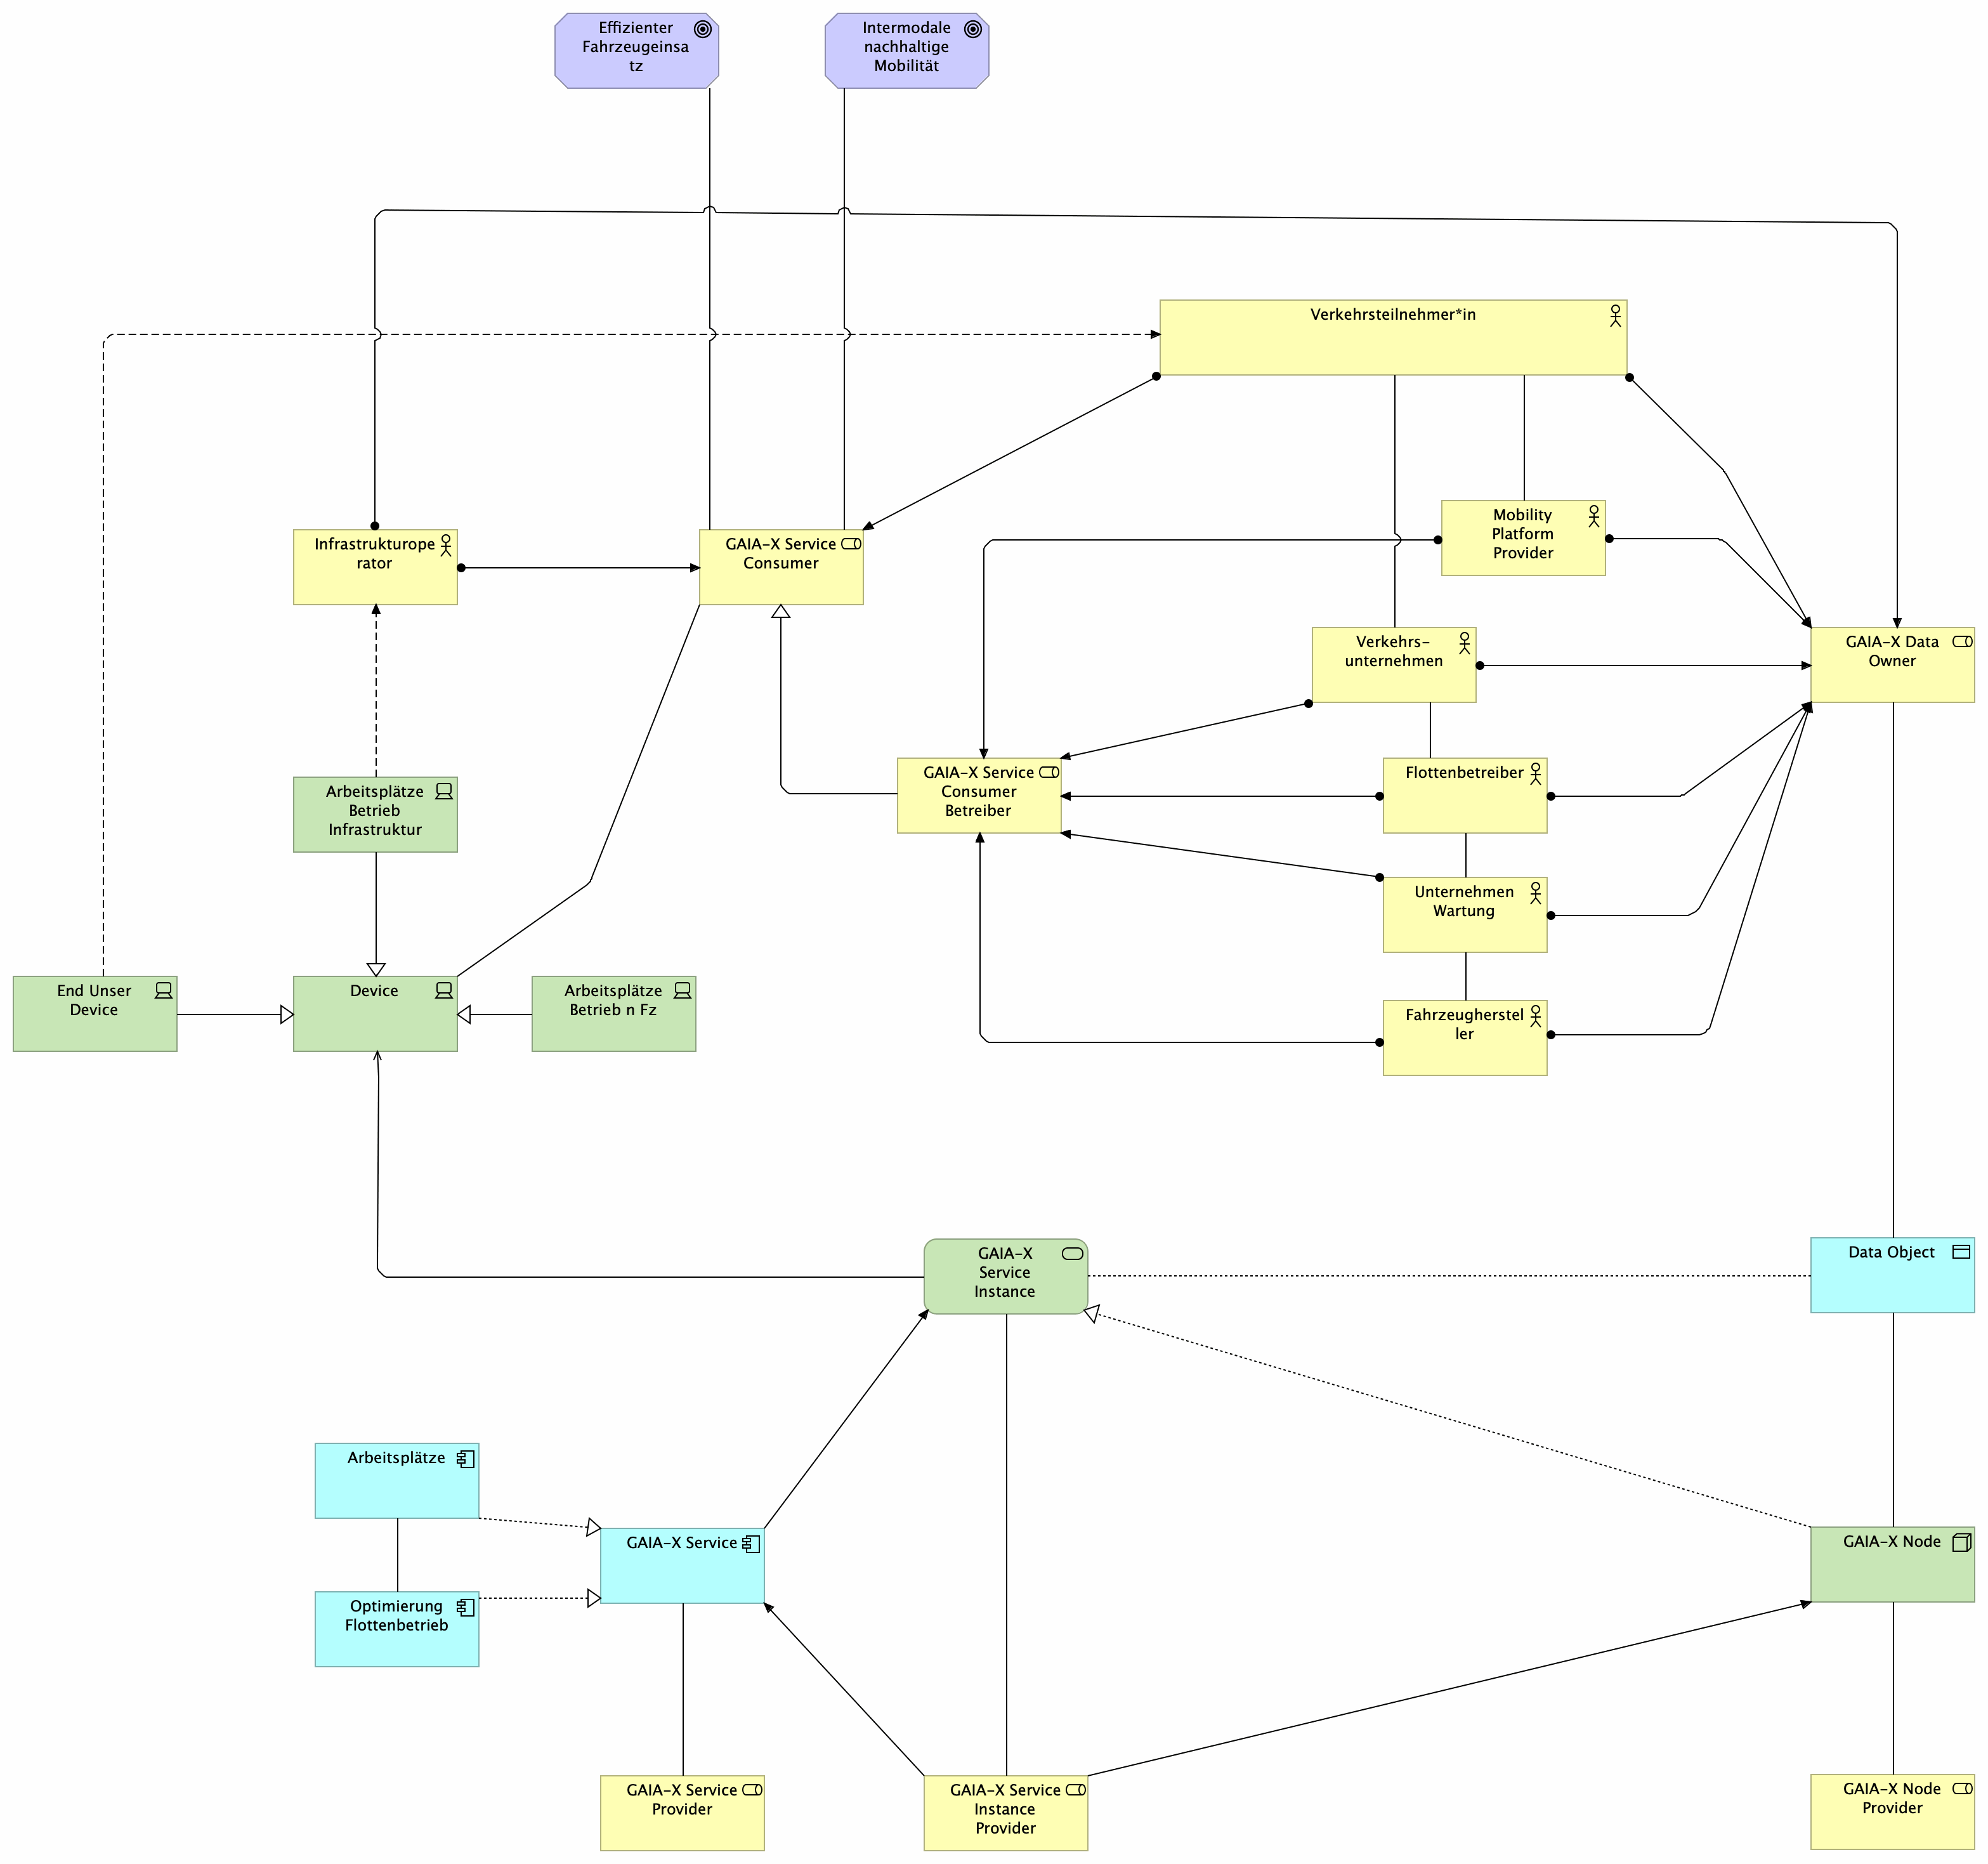 Effizienter
Fahrzeugeinsa
tz
Intermodale
nachhaltige
Mobilität
Verkehrsteilnehmer*in
Mobility
Platform
Provider
Infrastrukturope
rator
GAIA-X Service
Consumer
Verkehrs-
unternehmen
GAIA-X Data
Owner
GAIA-X Service
Consumer
Betreiber
Flottenbetreiber
Arbeitsplätze
Betrieb
Infrastruktur
Unternehmen
Wartung
End Unser
Device
Device
Arbeitsplätze
Betrieb n Fz
Fahrzeugherstel
ler
GAIA-X
Service
Instance
Data Object
Arbeitsplätze
GAIA-X Service
GAIA-X Node
Optimierung
Flottenbetrieb
GAIA-X Service
Provider
GAIA-X Service
Instance
Provider
GAIA-X Node
Provider